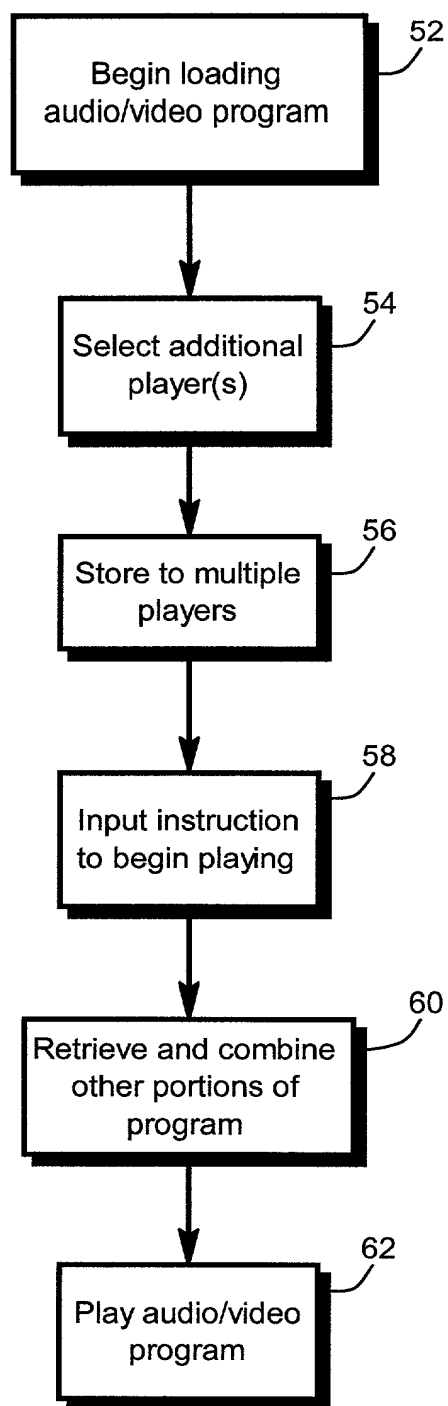 52
Begin loading
audio/video program
54
Select additional
player(s)
56
Store to multiple
players
58
Input instruction
to begin playing
60
Retrieve and combine
other portions of
program
62
Play audio/video
program